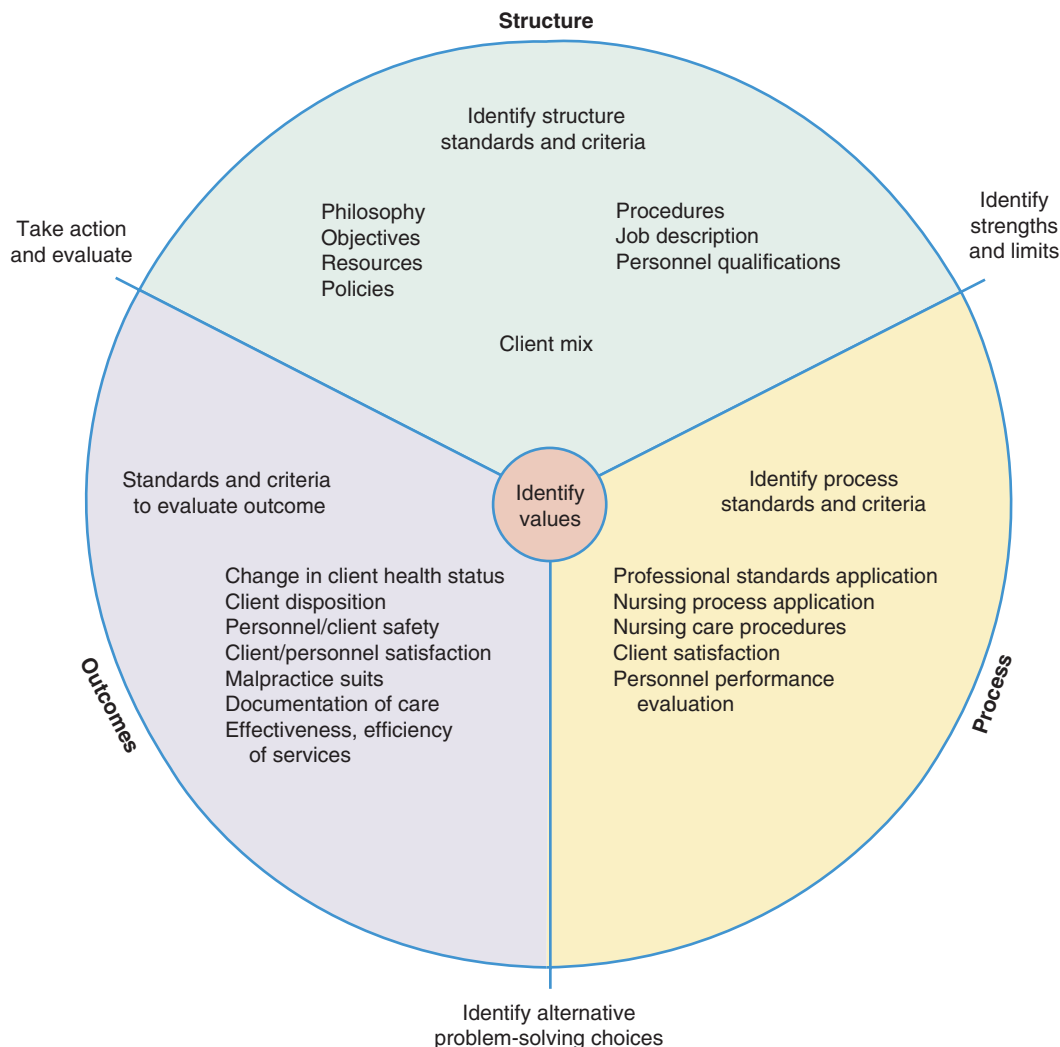 Structure
Identify structure
standards and criteria
Philosophy
Objectives
Resources
Policies
Procedures
Job description
Personnel qualifications
Client mix
Take action
and evaluate
Identify
strengths
and limits
Identify
values
Standards and criteria
to evaluate outcome
Change in client health status
Client disposition
Personnel/client safety
Client/personnel satisfaction
Malpractice suits
Documentation of care
Effectiveness, efficiency
of services
Outcomes
Identify process
standards and criteria
Professional standards application
Nursing process application
Nursing care procedures
Client satisfaction
Personnel performance
evaluation
Process
Identify alternative
problem-solving choices